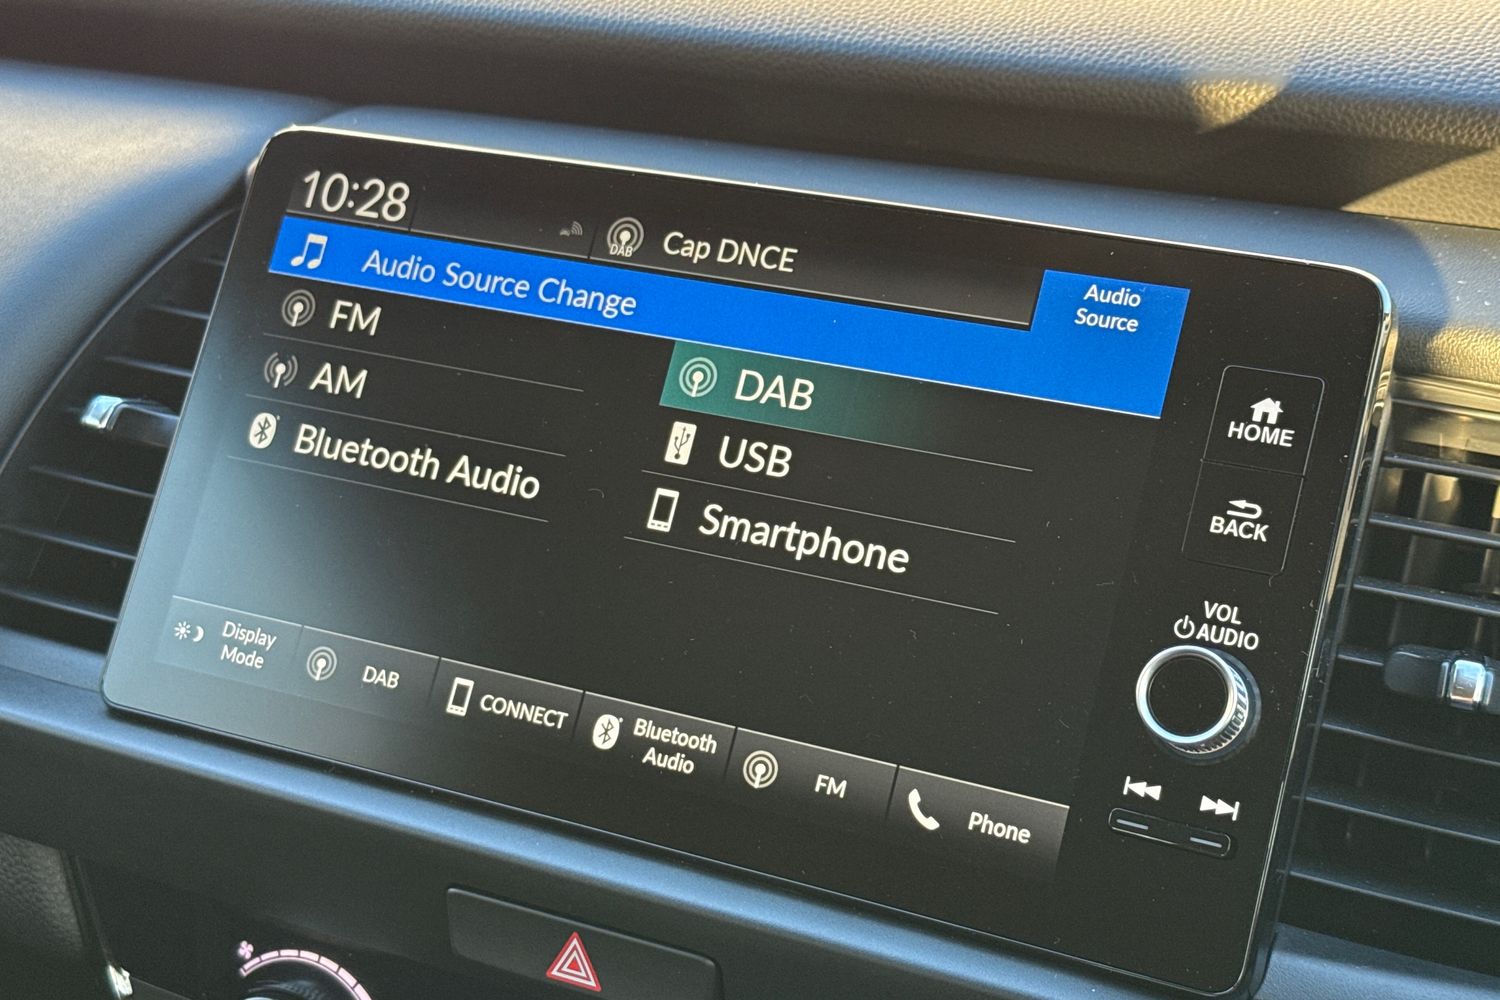 10:28
DAB
Cap DNCE
Audio Source Change
Audio
Source
FM
DAB
AM
USB
Bluetooth Audio
Smartphone
HOME
BACK
VOL
AUDIO
Display
Mode
DAB
CONNECT
Bluetooth
Audio
FM
Phone